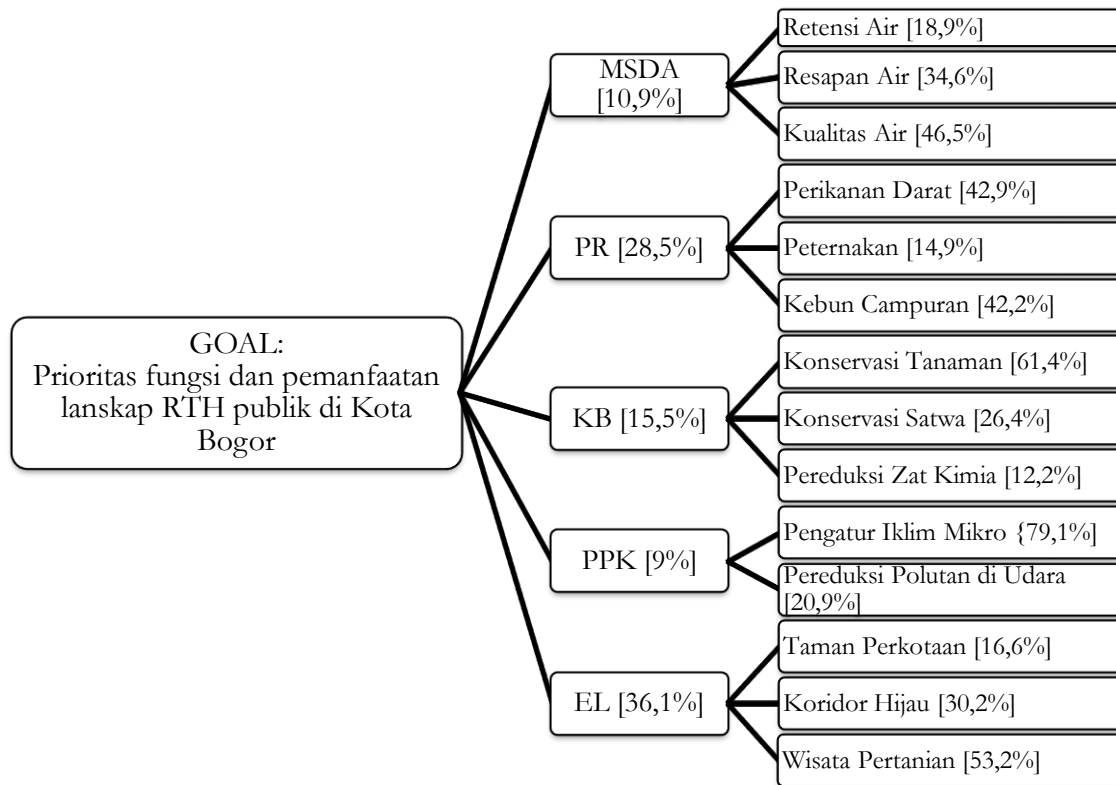 GOAL:
Prioritas fungsi dan pemanfaatan
lanskap RTH publik di Kota
Bogor
MSDA
[10,9%]
Retensi Air [18,9%]
Resapan Air [34,6%]
Kualitas Air [46,5%]
PR [28,5%]
Perikanan Darat [42,9%]
Peternakan [14,9%]
Kebun Campuran [42,2%]
KB [15,5%]
Konservasi Tanaman [61,4%]
Konservasi Satwa [26,4%]
Pereduksi Zat Kimia [12,2%]
PPK [9%]
Pengatur Iklim Mikro {79,1%]
Pereduksi Polutan di Udara
[20,9%]
EL [36,1%]
Taman Perkotaan [16,6%]
Koridor Hijau [30,2%]
Wisata Pertanian [53,2%]